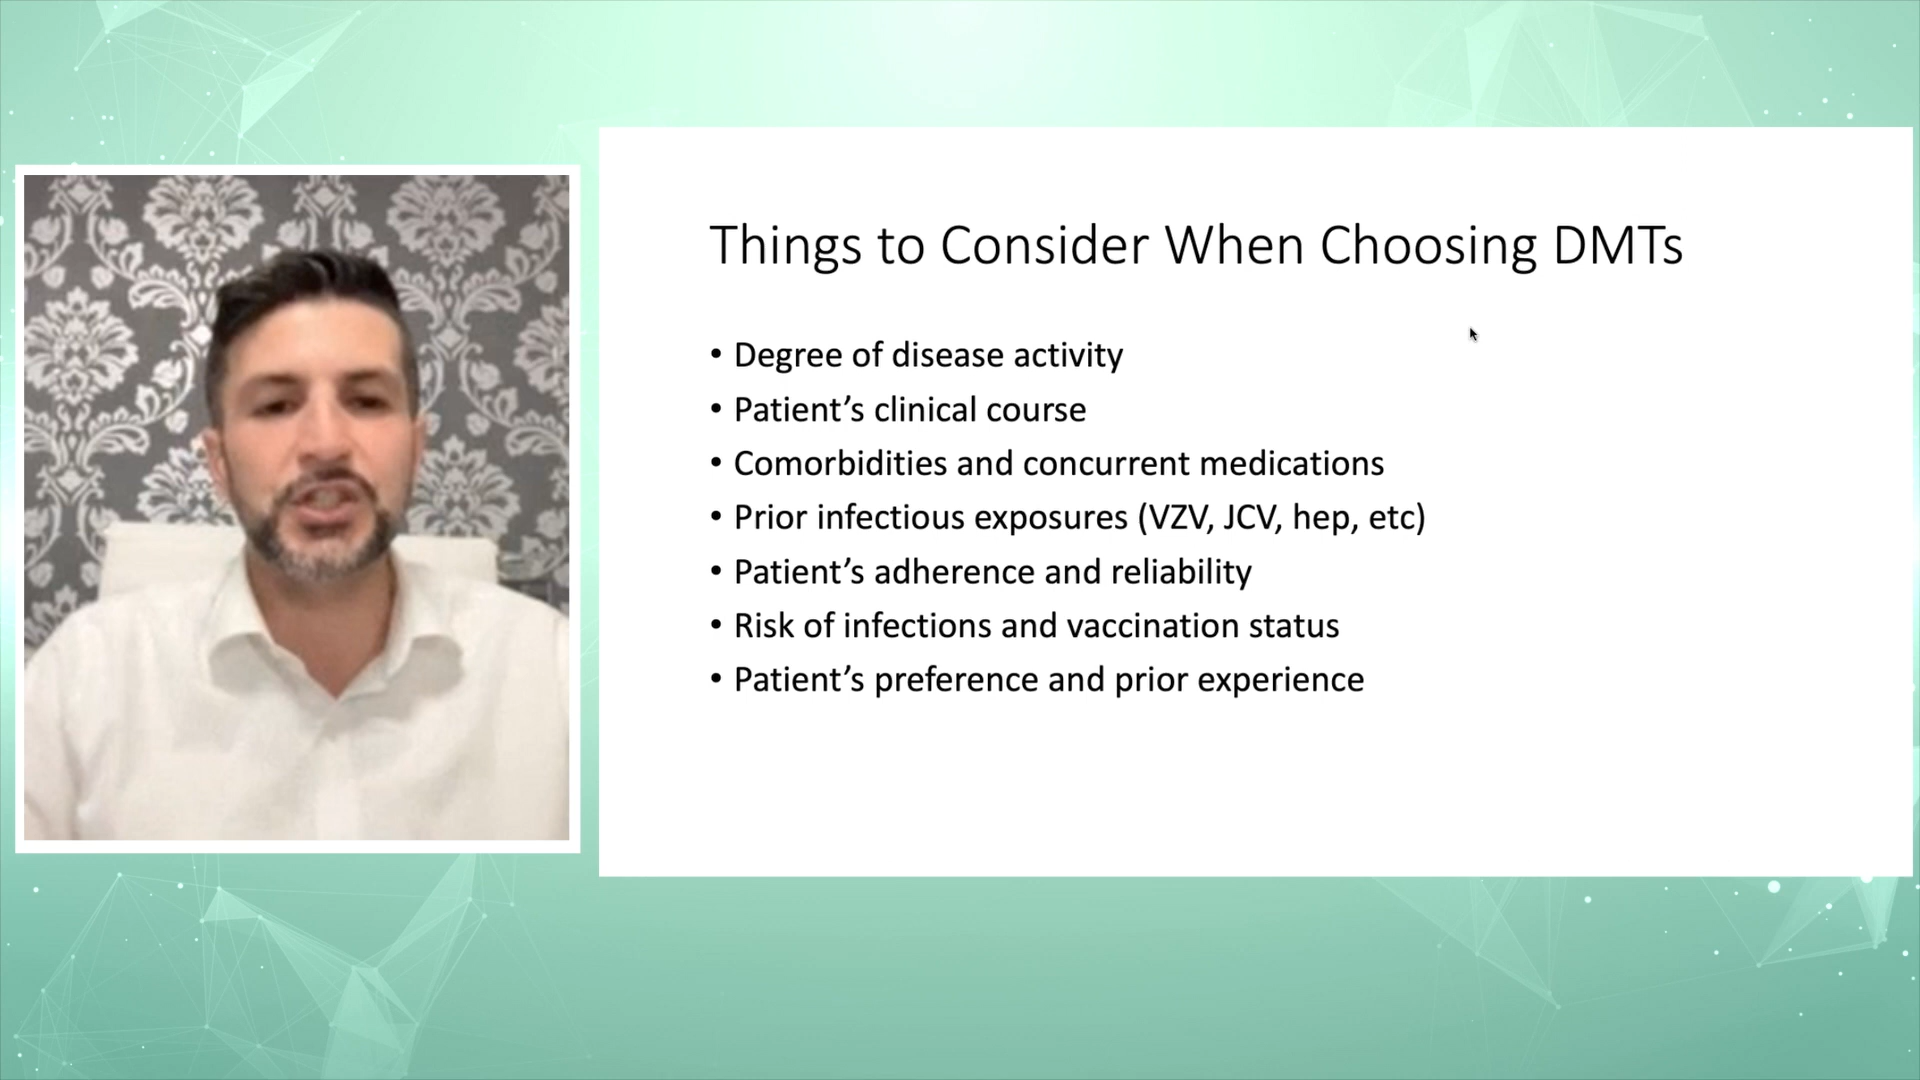 Things to Consider When Choosing DMTs
• Degree of disease activity
• Patient’s clinical course
• Comorbidities and concurrent medications
• Prior infectious exposures (VZV, JCV, hep, etc)
• Patient’s adherence and reliability
• Risk of infections and vaccination status
• Patient’s preference and prior experience